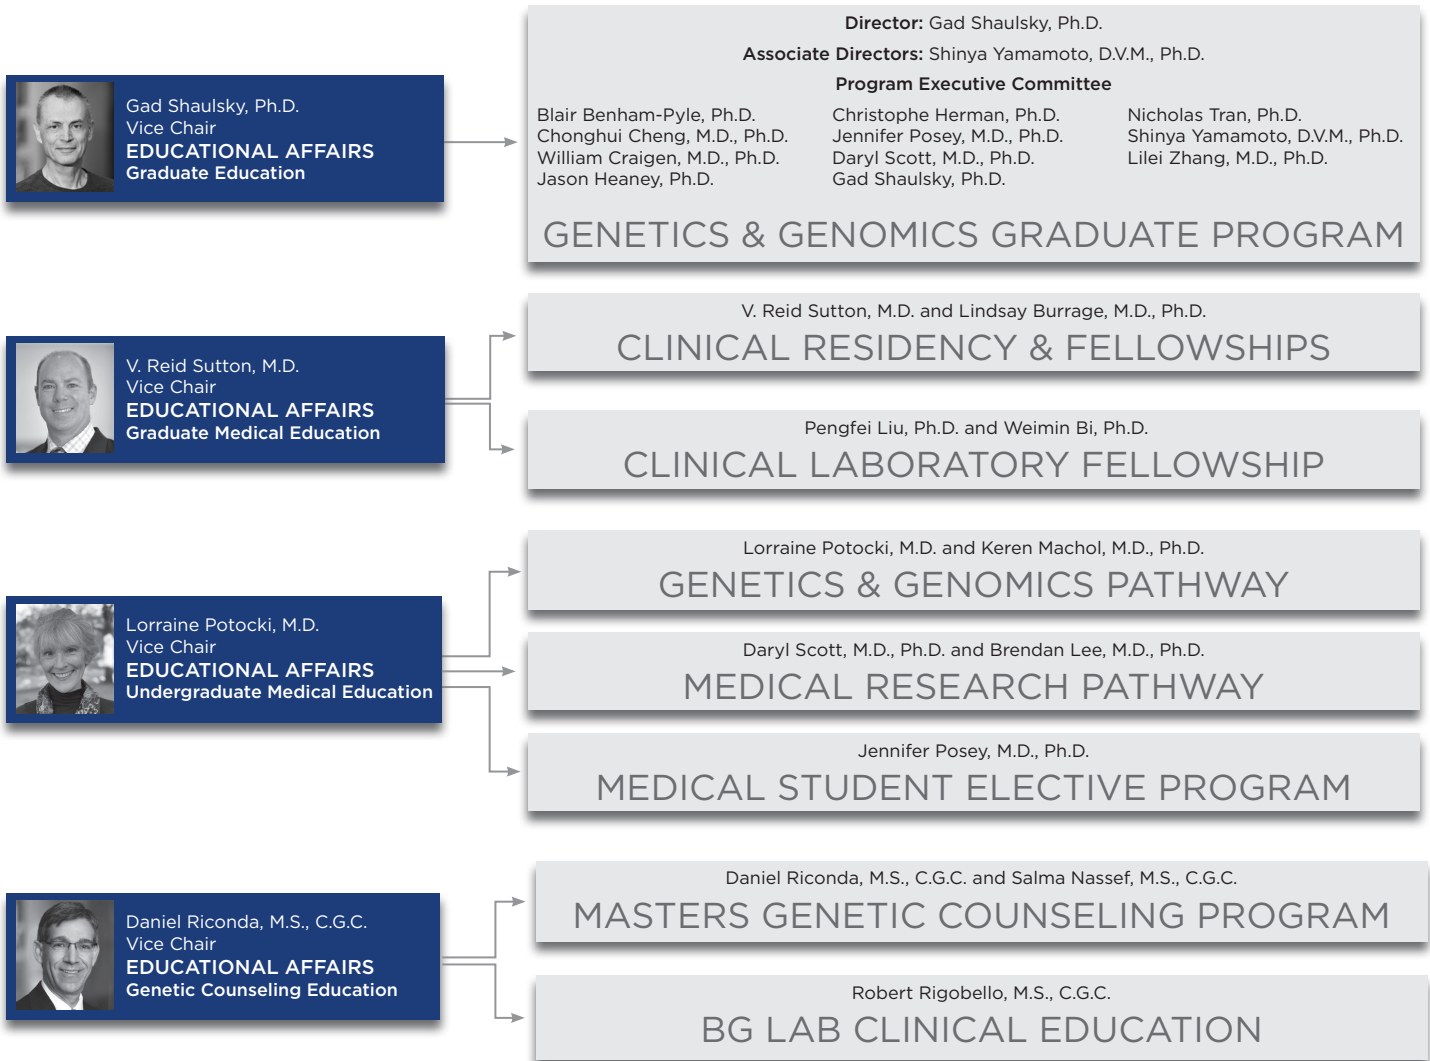 Gad Shaulsky, Ph.D.
Vice Chair
EDUCATIONAL AFFAIRS
Graduate Education
Director: Gad Shaulsky, Ph.D.
Associate Directors: Shinya Yamamoto, D.V.M., Ph.D.
Program Executive Committee
Blair Benham-Pyle, Ph.D.
Chonghui Cheng, M.D., Ph.D.
William Craigen, M.D., Ph.D.
Jason Heaney, Ph.D.
Christophe Herman, Ph.D.
Jennifer Posey, M.D., Ph.D.
Daryl Scott, M.D., Ph.D.
Gad Shaulsky, Ph.D.
Nicholas Tran, Ph.D.
Shinya Yamamoto, D.V.M., Ph.D.
Lilei Zhang, M.D., Ph.D.
GENETICS & GENOMICS GRADUATE PROGRAM
V. Reid Sutton, M.D.
Vice Chair
EDUCATIONAL AFFAIRS
Graduate Medical Education
V. Reid Sutton, M.D. and Lindsay Burrage, M.D., Ph.D.
CLINICAL RESIDENCY & FELLOWSHIPS
Pengfei Liu, Ph.D. and Weimin Bi, Ph.D.
CLINICAL LABORATORY FELLOWSHIP
Lorraine Potocki, M.D.
Vice Chair
EDUCATIONAL AFFAIRS
Undergraduate Medical Education
Lorraine Potocki, M.D. and Keren Machol, M.D., Ph.D.
GENETICS & GENOMICS PATHWAY
Daryl Scott, M.D., Ph.D. and Brendan Lee, M.D., Ph.D.
MEDICAL RESEARCH PATHWAY
Jennifer Posey, M.D., Ph.D.
MEDICAL STUDENT ELECTIVE PROGRAM
Daniel Riconda, M.S., C.G.C.
Vice Chair
EDUCATIONAL AFFAIRS
Genetic Counseling Education
Daniel Riconda, M.S., C.G.C. and Salma Nassef, M.S., C.G.C.
MASTERS GENETIC COUNSELING PROGRAM
Robert Rigobello, M.S., C.G.C.
BG LAB CLINICAL EDUCATION